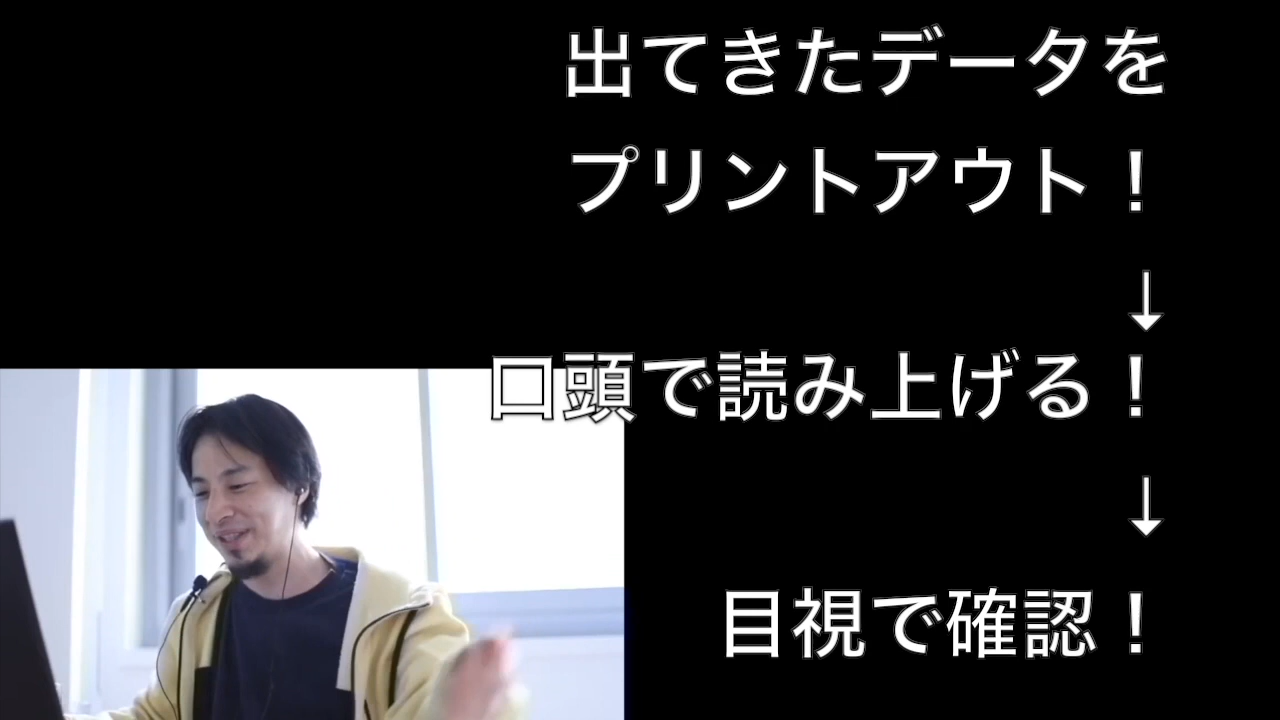 出てきたデータを
プリントアウト！
↓
口頭で読み上げる！
↓
目視で確認！